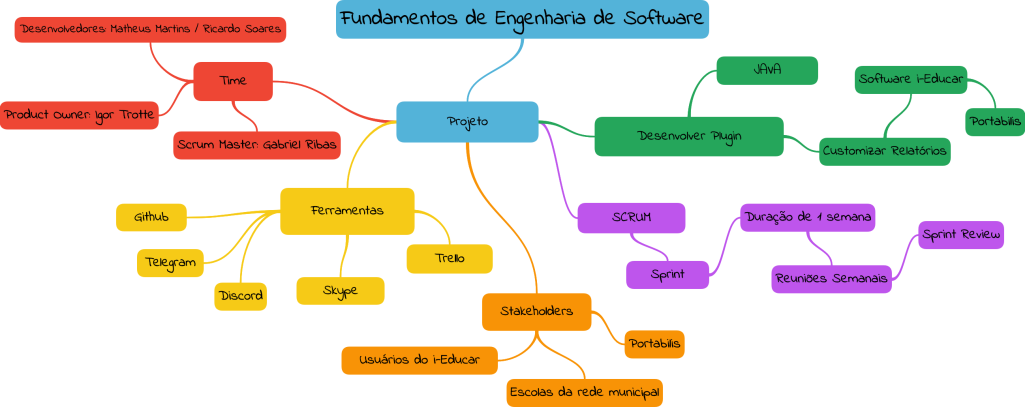 Fundamentos de Engenharia de Software
Desenvolvedores: Matheus Martins / Ricardo Soares
Time
Product Owner: Igor Trotte
Scrum Master: Gabriel Ribas
Projeto
JAVA
Desenvolver Plugin
Software i-Educar
Portabilis
Customizar Relatórios
Ferramentas
Github
Telegram
Discord
Skype
Trello
SCRUM
Sprint
Duração de 1 semana
Reuniões Semanais
Sprint Review
Stakeholders
Usuários do i-Educar
Portabilis
Escolas da rede municipal